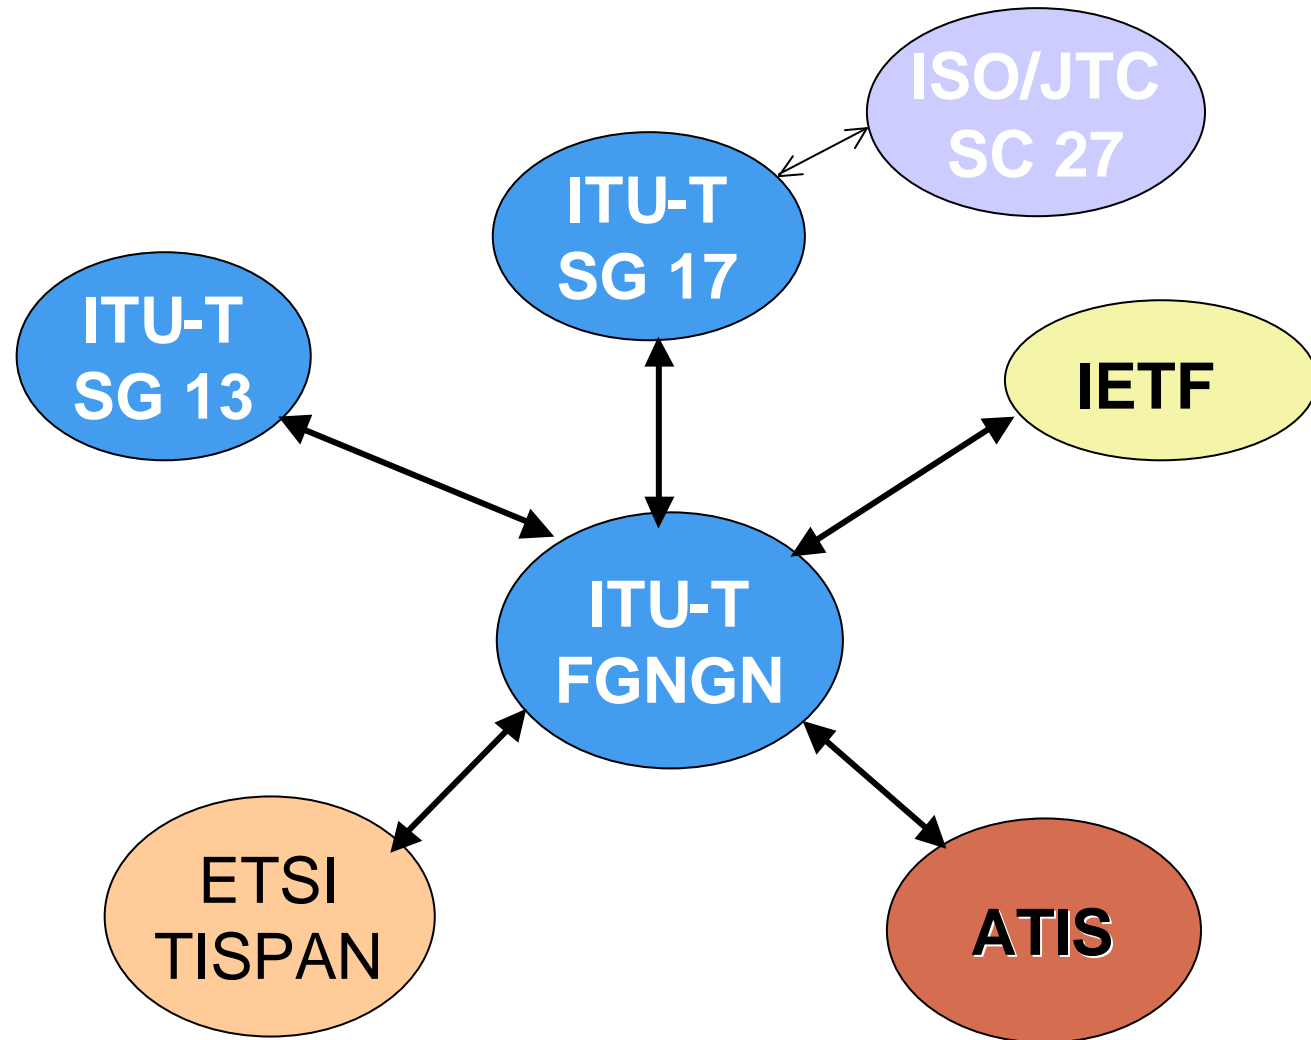 ISO/JTC
SC 27
ITU-T
SG 17
ITU-T
SG 13
IETF
ITU-T
FGNGN
ETSI
TISPAN
ATIS